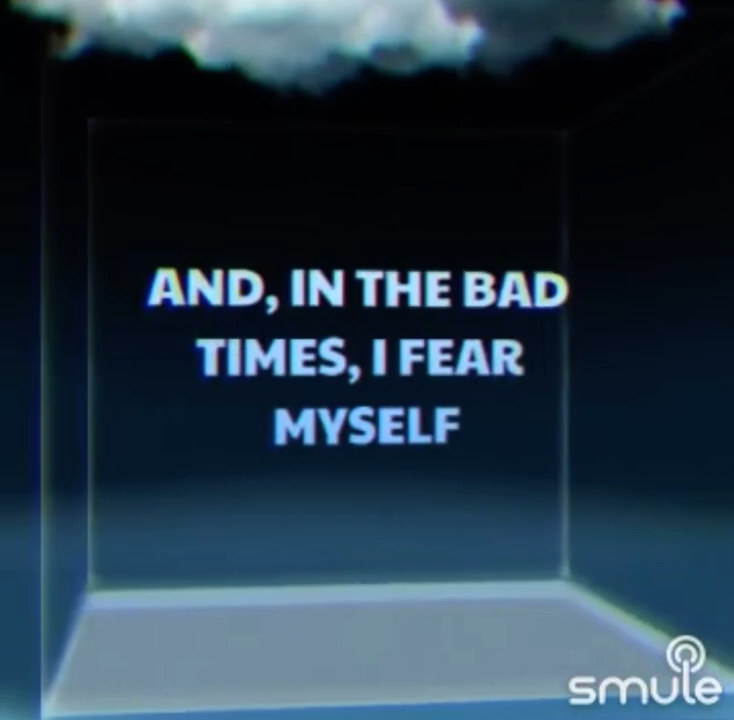 AND, IN THE BAD
TIMES, I FEAR
MYSELF
smule